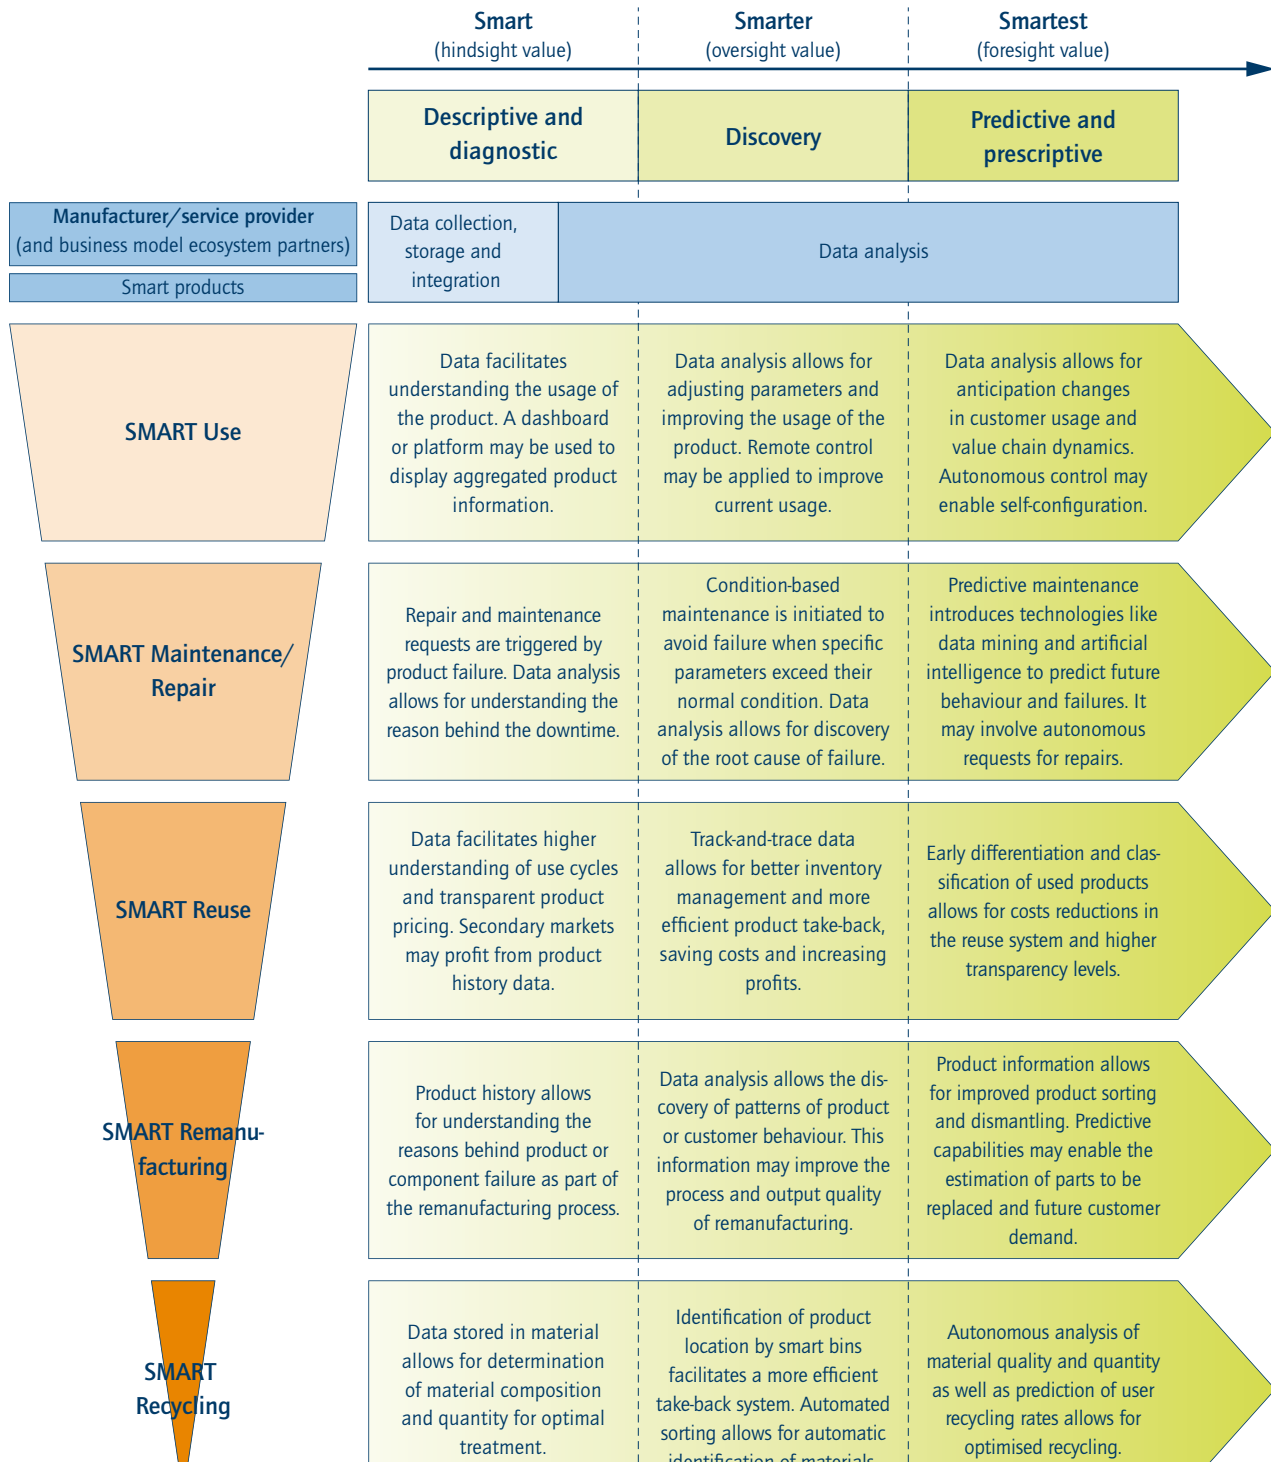 Smart
(hindsight value)
Smarter
(oversight value)
Smartest
(foresight value)
Descriptive and
diagnostic
Discovery
Predictive and
prescriptive
Manufacturer/service provider
(and business model ecosystem partners)
Smart products
Data collection,
storage and
integration
Data analysis
SMART Use
Data facilitates
understanding the usage of
the product. A dashboard
or platform may be used to
display aggregated product
information.
Data analysis allows for
adjusting parameters and
improving the usage of the
product. Remote control
may be applied to improve
current usage.
Data analysis allows for
anticipation changes
in customer usage and
value chain dynamics.
Autonomous control may
enable self-configuration.
SMART Maintenance/
Repair
Repair and maintenance
requests are triggered by
product failure. Data analysis
allows for understanding the
reason behind the downtime.
Condition-based
maintenance is initiated to
avoid failure when specific
parameters exceed their
normal condition. Data
analysis allows for discovery
of the root cause of failure.
Predictive maintenance
introduces technologies like
data mining and artificial
intelligence to predict future
behaviour and failures. It
may involve autonomous
requests for repairs.
SMART Reuse
Data facilitates higher
understanding of use cycles
and transparent product
pricing. Secondary markets
may profit from product
history data.
Track-and-trace data
allows for better inventory
management and more
efficient product take-back,
saving costs and increasing
profits.
Early differentiation and clas-
sification of used products
allows for costs reductions in
the reuse system and higher
transparency levels.
SMART Remanu-
facturing
Product history allows
for understanding the
reasons behind product or
component failure as part of
the remanufacturing process.
Data analysis allows the dis-
covery of patterns of product
or customer behaviour. This
information may improve the
process and output quality
of remanufacturing.
Product information allows
for improved product sorting
and dismantling. Predictive
capabilities may enable the
estimation of parts to be
replaced and future customer
demand.
SMART
Recycling
Data stored in material
allows for determination
of material composition
and quantity for optimal
treatment.
Identification of product
location by smart bins
facilitates a more efficient
take-back system. Automated
sorting allows for automatic
identification of materials.
Autonomous analysis of
material quality and quantity
as well as prediction of user
recycling rates allows for
optimised recycling.